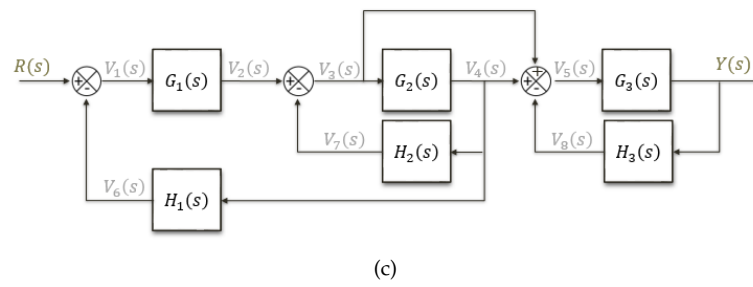 R(s) V₁(s) G₁(s) V₂(s) V₃(s) G₂(s) V₄(s) V₅(s) G₃(s) Y(s)
V₇(s) H₂(s) V₈(s) H₃(s)
V₆(s) H₁(s)
(c)